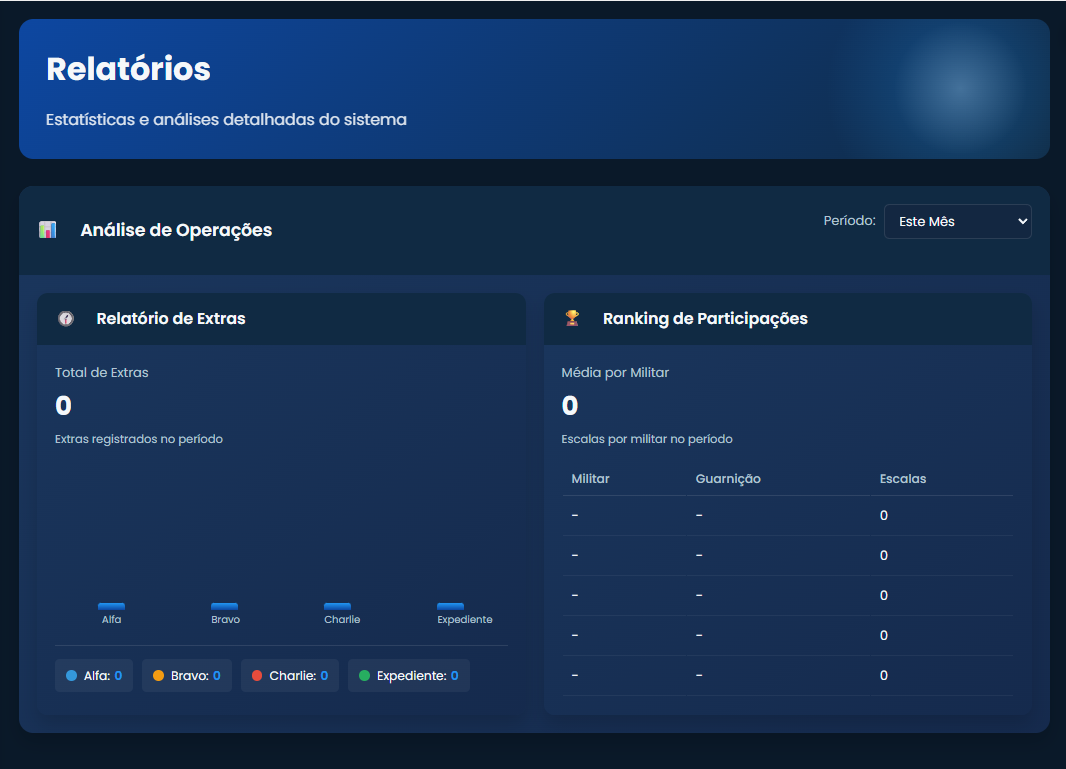 Relatórios
Estatísticas e análises detalhadas do sistema
Análise de Operações
Período: Este Mês
Relatório de Extras
Total de Extras
0
Extras registrados no período
Alfa Bravo Charlie Expediente
Alfa: 0 Bravo: 0 Charlie: 0 Expediente: 0
Ranking de Participações
Média por Militar
0
Escalas por militar no período
Militar Guarnição Escalas
- - 0
- - 0
- - 0
- - 0
- - 0